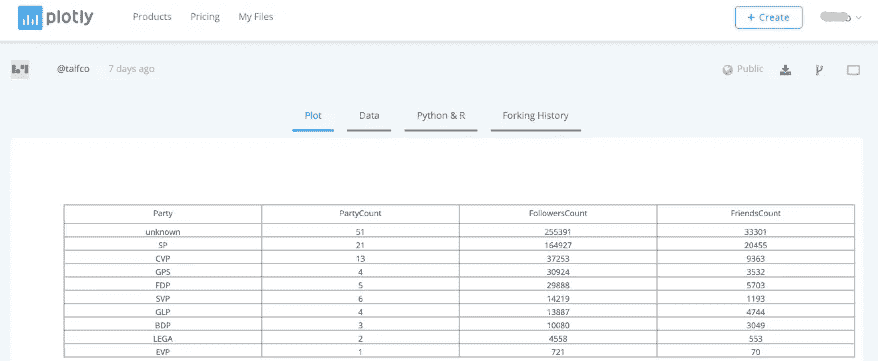 plotly Products Pricing My Files + Create
@talfco 7 days ago Public
Plot Data Python & R Forking History
Party PartyCount FollowersCount FriendsCount
unknown 51 255391 33301
SP 21 164927 20455
CVP 13 37253 9363
GPS 4 30924 3532
FDP 5 29888 5703
SVP 6 14219 1193
GLP 4 13887 4744
BDP 3 10080 3049
LEGA 2 4558 553
EVP 1 721 70